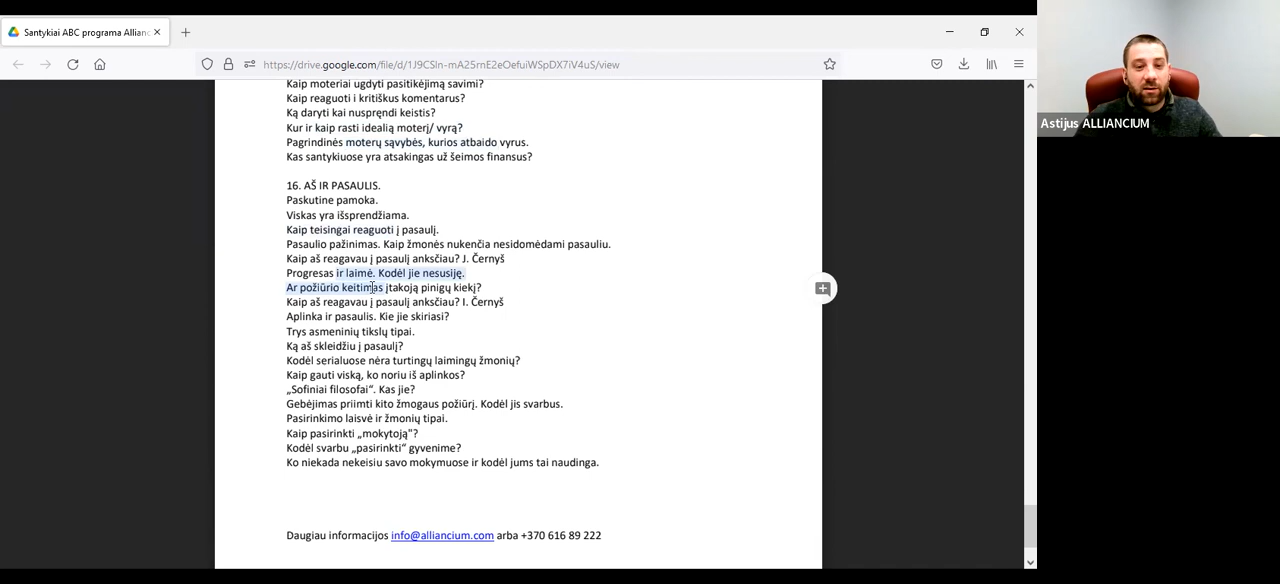 Santykiai ABC programa Allianc
https://drive.google.com/file/d/1J9CSln-mA25rnE2eOefuiWSpDX7iV4uS/view
Astijus ALLIANCIUM
Kaip moteriai ugdyti pasitikėjimą savimi?
Kaip reaguoti i kritiškus komentarus?
Ką daryti kai nusprendi keistis?
Kur ir kaip rasti idealią moterį/ vyrą?
Pagrindinės moterų sąvybės, kurios atbaido vyrus.
Kas santykiuose yra atsakingas už šeimos finansus?
16. AŠ IR PASAULIS.
Paskutine pamoka.
Viskas yra išsprendžiama.
Kaip teisingai reaguoti į pasaulį.
Pasaulio pažinimas. Kaip žmonės nukenčia nesidomėdami pasauliu.
Kaip aš reagavau į pasaulį anksčiau? J. Černyš
Progresas ir laimė. Kodėl jie nesusiję.
Ar požiūrio keitimas įtakoją pinigų kiekį?
Kaip aš reagavau į pasaulį anksčiau? I. Černyš
Aplinka ir pasaulis. Kie jie skiriasi?
Trys asmeninių tikslų tipai.
Ką aš skleidžiu į pasaulį?
Kodėl serialuose nėra turtingų laimingų žmonių?
Kaip gauti viską, ko noriu iš aplinkos?
„Sofiniai filosofai“. Kas jie?
Gebėjimas priimti kito žmogaus požiūrį. Kodėl jis svarbus.
Pasirinkimo laisvė ir žmonių tipai.
Kaip pasirinkti „mokytoją"?
Kodėl svarbu „pasirinkti“ gyvenime?
Ko niekada nekeisiu savo mokymuose ir kodėl jums tai naudinga.
Daugiau informacijos info@alliancium.com arba +370 616 89 222